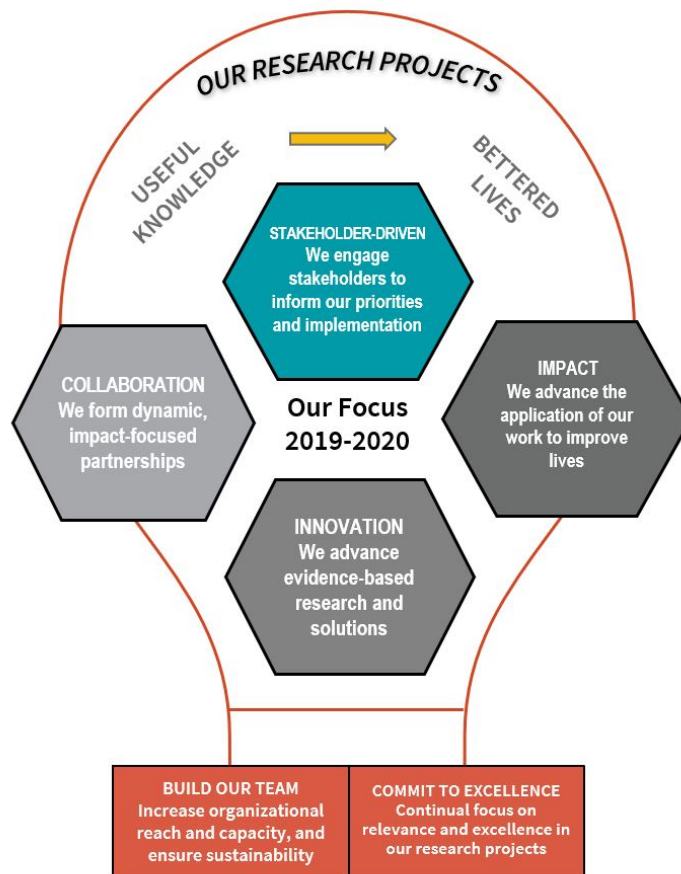 OUR RESEARCH PROJECTS
USEFUL
KNOWLEDGE
BETTERED
LIVES
STAKEHOLDER-DRIVEN
We engage
stakeholders to
inform our priorities
and implementation
COLLABORATION
We form dynamic,
impact-focused
partnerships
Our Focus
2019-2020
IMPACT
We advance the
application of our
work to improve
lives
INNOVATION
We advance
evidence-based
research and
solutions
BUILD OUR TEAM
Increase organizational
reach and capacity, and
ensure sustainability
COMMIT TO EXCELLENCE
Continual focus on
relevance and excellence in
our research projects